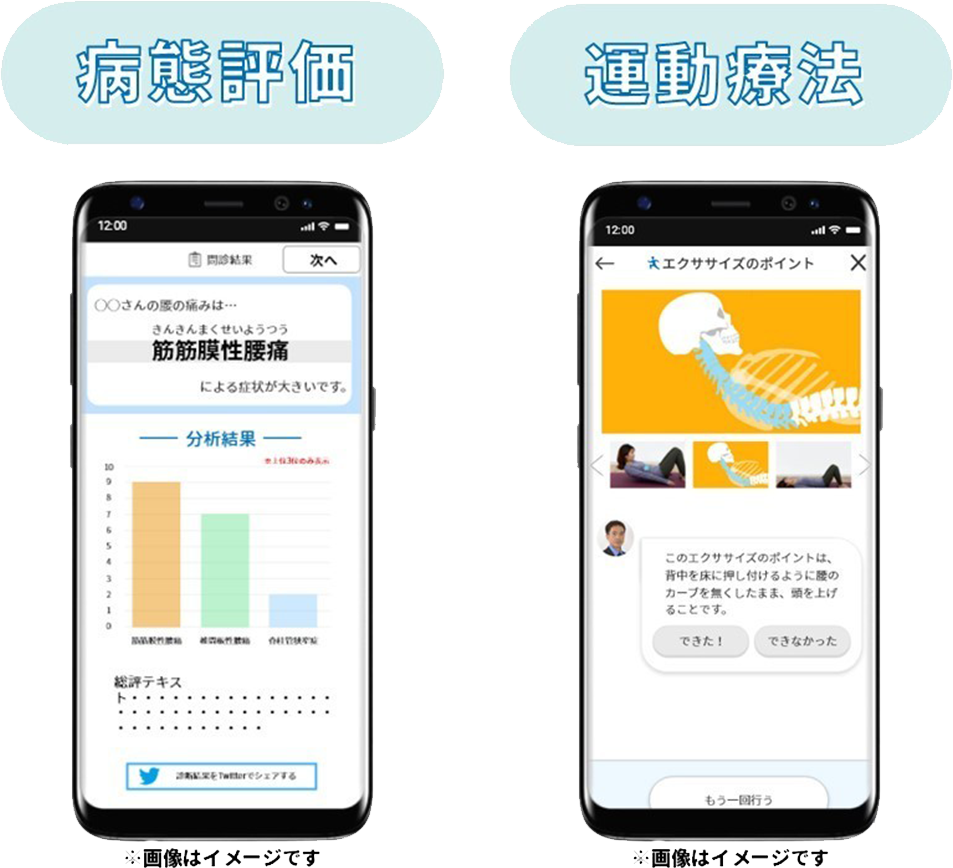 病態評価
12:00
問診結果
次へ
〇〇さんの腰の痛みは…
きんきんまくせいようつう
筋筋膜性腰痛
による症状が大きいです。
分析結果
※上位3位のみ表示
10
9
8
7
6
5
4
3
2
1
0
筋筋膜性腰痛
椎間板性腰痛
脊柱管狭窄症
総評テキス
ト・・・・・・・・・・・・・・・
・・・・・・・・・・・・・・・・
・・・・・・・・・・・
診断結果をTwitterでシェアする
※画像はイメージです
運動療法
12:00
エクササイズのポイント
このエクササイズのポイントは、
背中を床に押し付けるように腰の
カーブを無くしたまま、頭を上げ
ることです。
できた！
できなかった
もう一回行う
※画像はイメージです